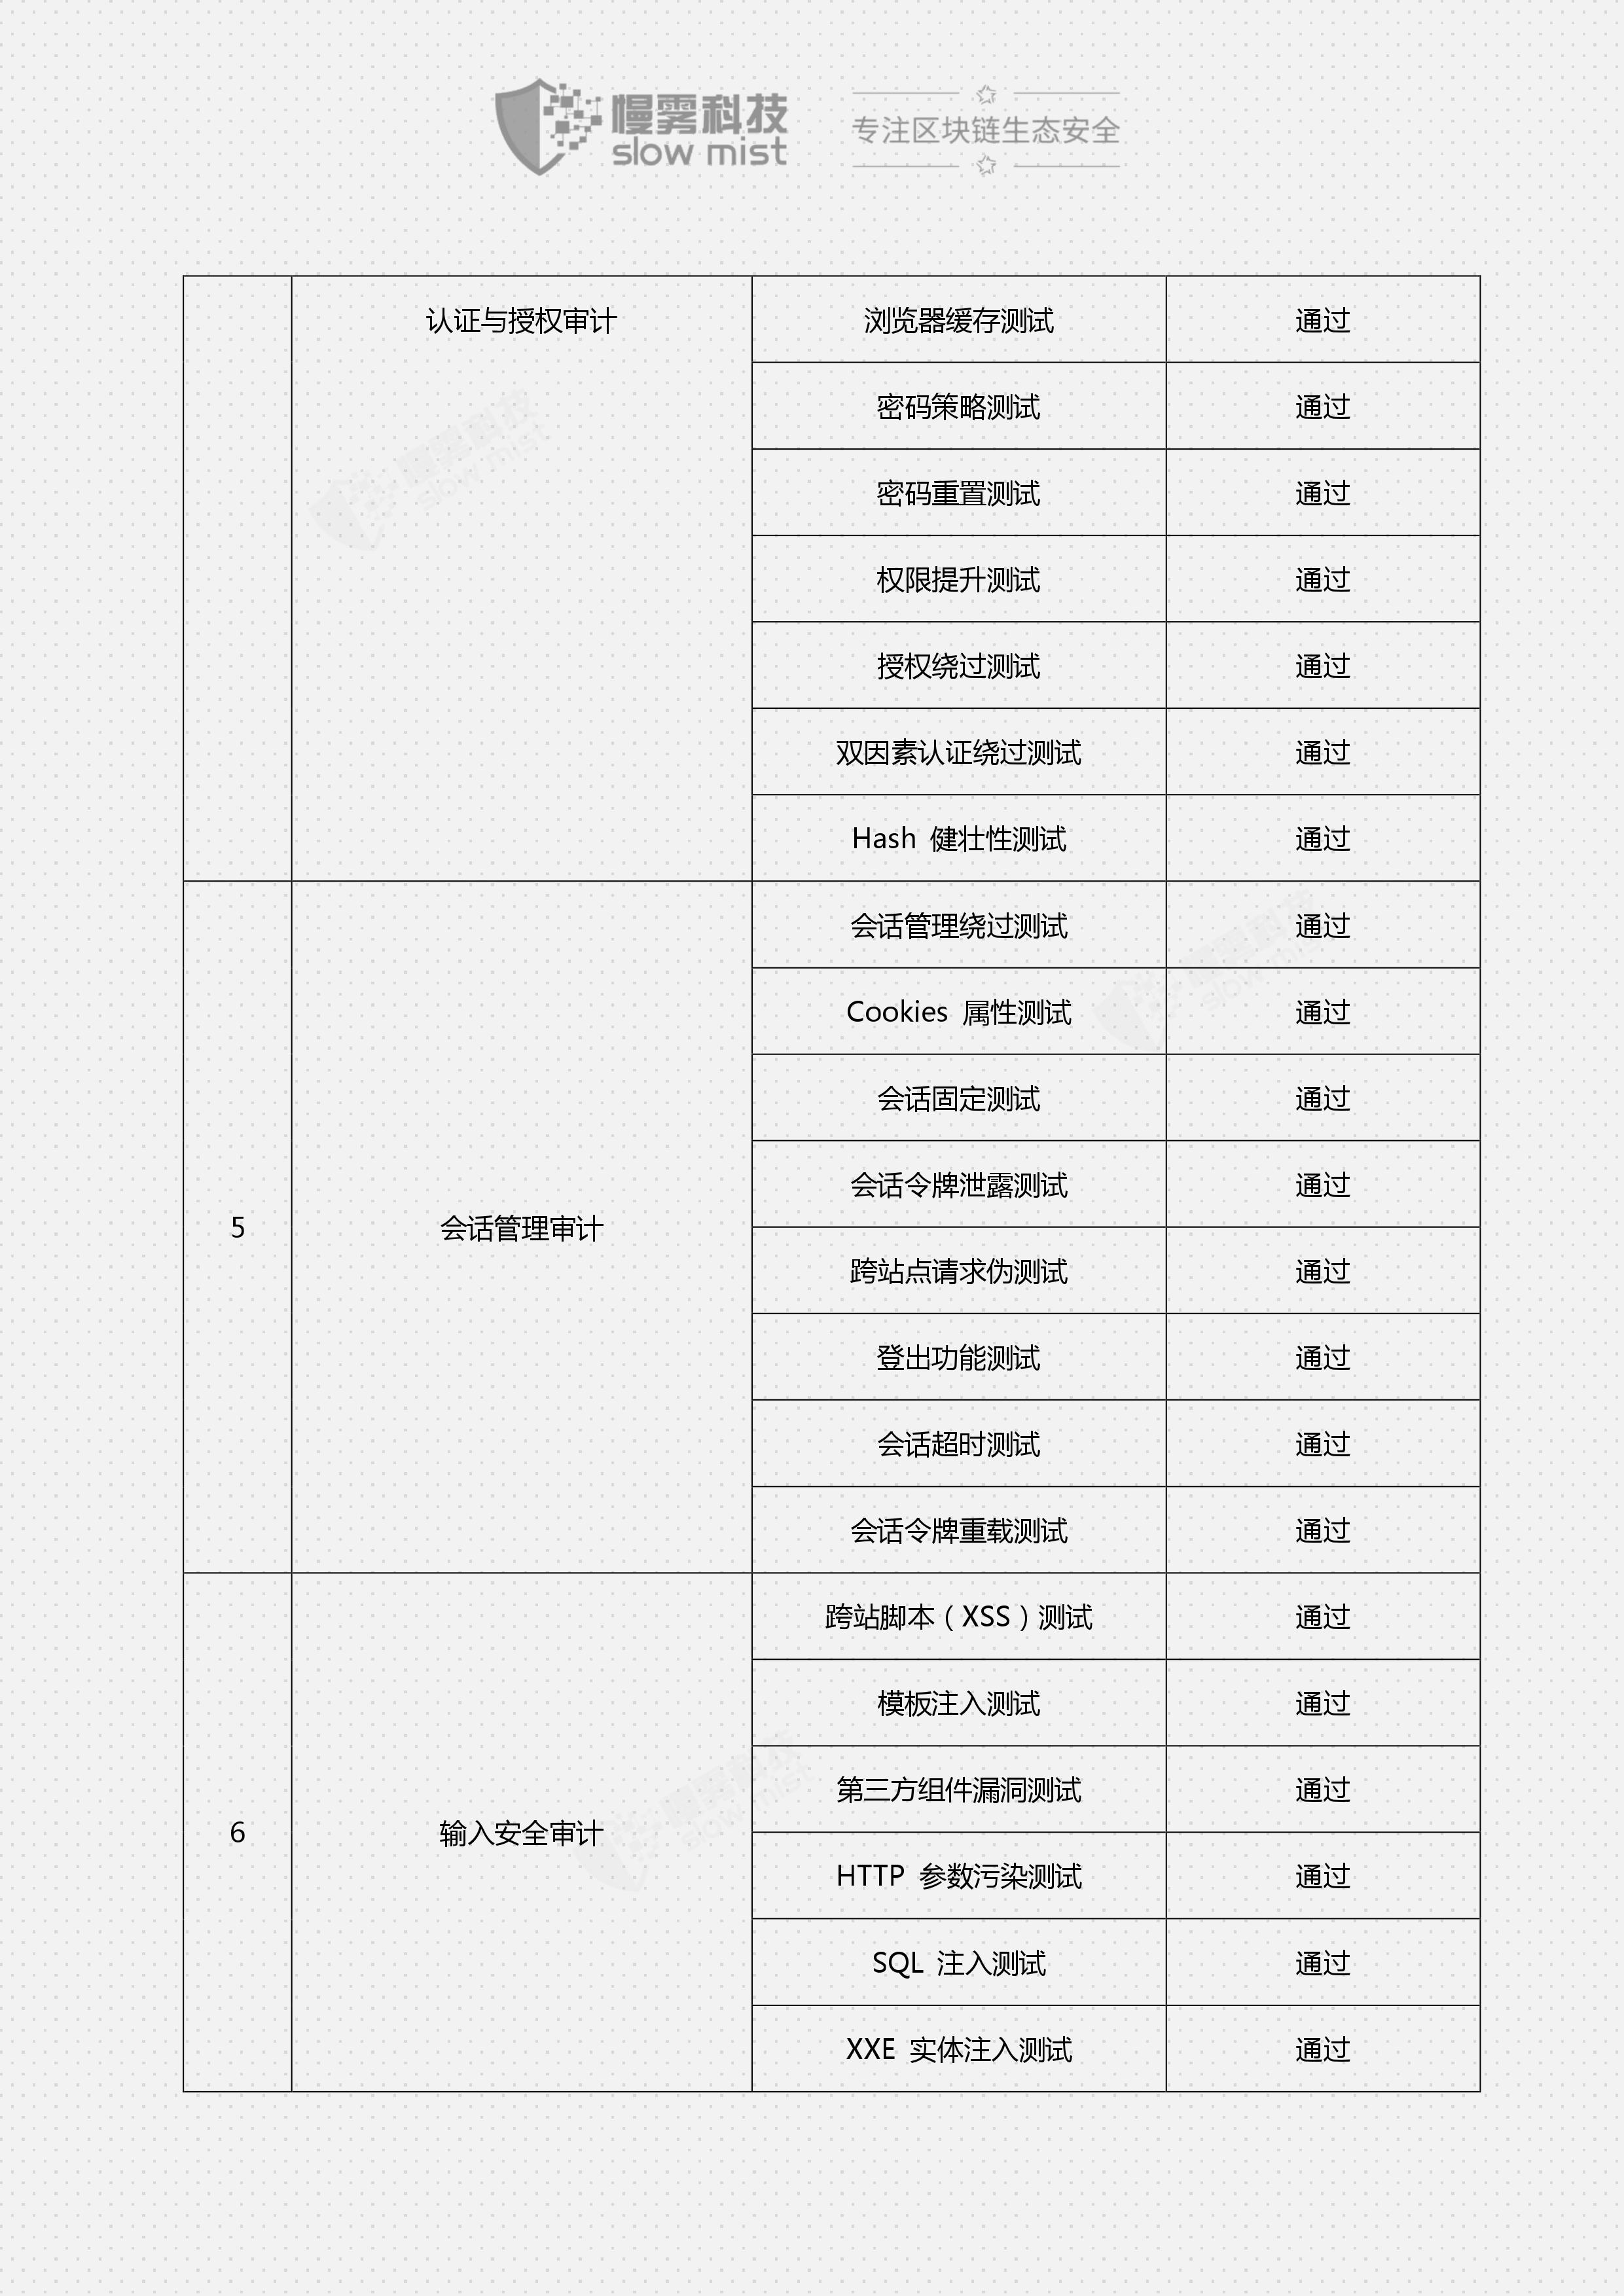 慢雾科技
slow mist
专注区块链生态安全
认证与授权审计 浏览器缓存测试 通过
密码策略测试 通过
密码重置测试 通过
权限提升测试 通过
授权绕过测试 通过
双因素认证绕过测试 通过
Hash 健壮性测试 通过
会话管理绕过测试 通过
Cookies 属性测试 通过
会话固定测试 通过
会话令牌泄露测试 通过
5 会话管理审计 跨站点请求伪测试 通过
登出功能测试 通过
会话超时测试 通过
会话令牌重载测试 通过
跨站脚本（XSS）测试 通过
模板注入测试 通过
第三方组件漏洞测试 通过
6 输入安全审计 HTTP 参数污染测试 通过
SQL 注入测试 通过
XXE 实体注入测试 通过